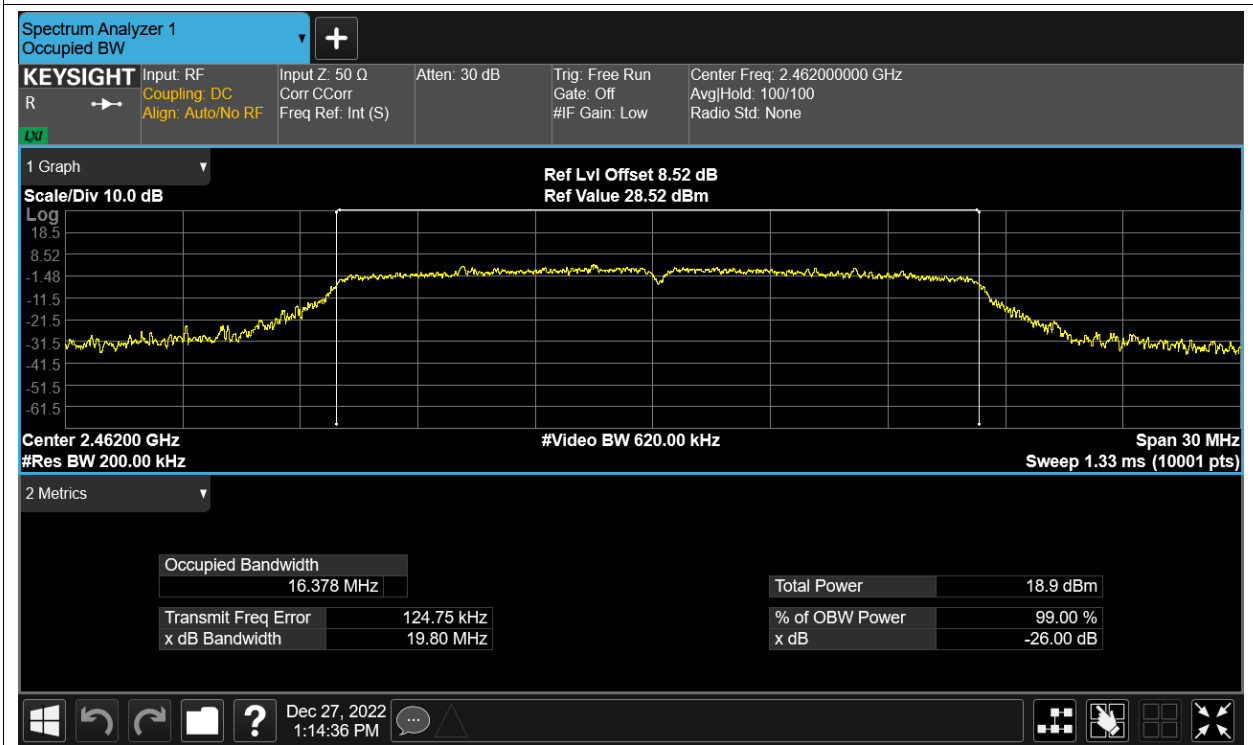 Spectrum Analyzer 1
Occupied BW
KEYSIGHT
R
LXI
Input: RF
Coupling: DC
Align: Auto/No RF
Input Z: 50 Ω
Corr CCorr
Freq Ref: Int (S)
Atten: 30 dB
Trig: Free Run
Gate: Off
#IF Gain: Low
Center Freq: 2.462000000 GHz
Avg|Hold: 100/100
Radio Std: None
1 Graph
Ref Lvl Offset 8.52 dB
Scale/Div 10.0 dB
Ref Value 28.52 dBm
Log
18.5
8.52
-1.48
-11.5
-21.5
-31.5
-41.5
-51.5
-61.5
Center 2.46200 GHz
#Video BW 620.00 kHz
Span 30 MHz
#Res BW 200.00 kHz
Sweep 1.33 ms (10001 pts)
2 Metrics
Occupied Bandwidth
16.378 MHz
Total Power 18.9 dBm
Transmit Freq Error 124.75 kHz
% of OBW Power 99.00 %
x dB Bandwidth 19.80 MHz
x dB -26.00 dB
?
Dec 27, 2022
1:14:36 PM